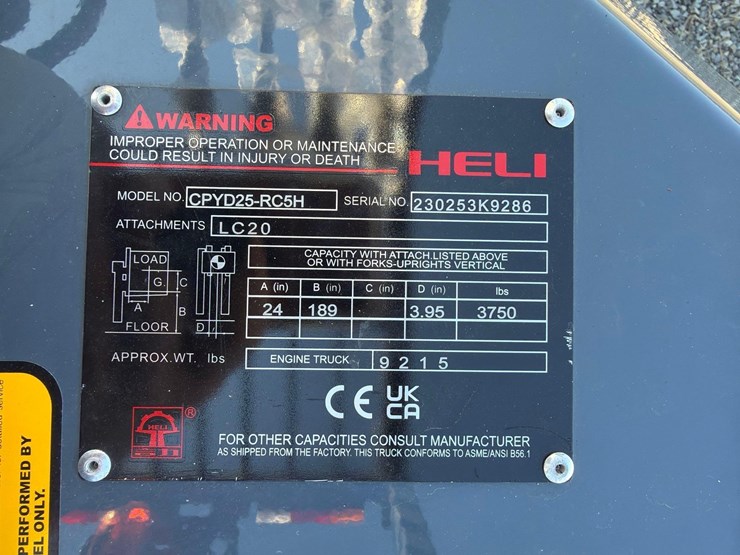 WARNING
IMPROPER OPERATION OR MAINTENANCE
COULD RESULT IN INJURY OR DEATH
HELI
MODEL NO. CPYD25-RC5H SERIAL NO. 230253K9286
ATTACHMENTS LC20
LOAD
G.
C
A
B
FLOOR
D
CAPACITY WITH ATTACH.LISTED ABOVE
OR WITH FORKS-UPRIGHTS VERTICAL
A (in) B (in) C (in) D (in) lbs
24 189 3.95 3750
APPROX.WT. lbs ENGINE TRUCK 9215
CE UK
CA
HELI ®
FOR OTHER CAPACITIES CONSULT MANUFACTURER
AS SHIPPED FROM THE FACTORY. THIS TRUCK CONFORMS TO ASME/ANSI B56.1
PERFORMED BY
EL ONLY.